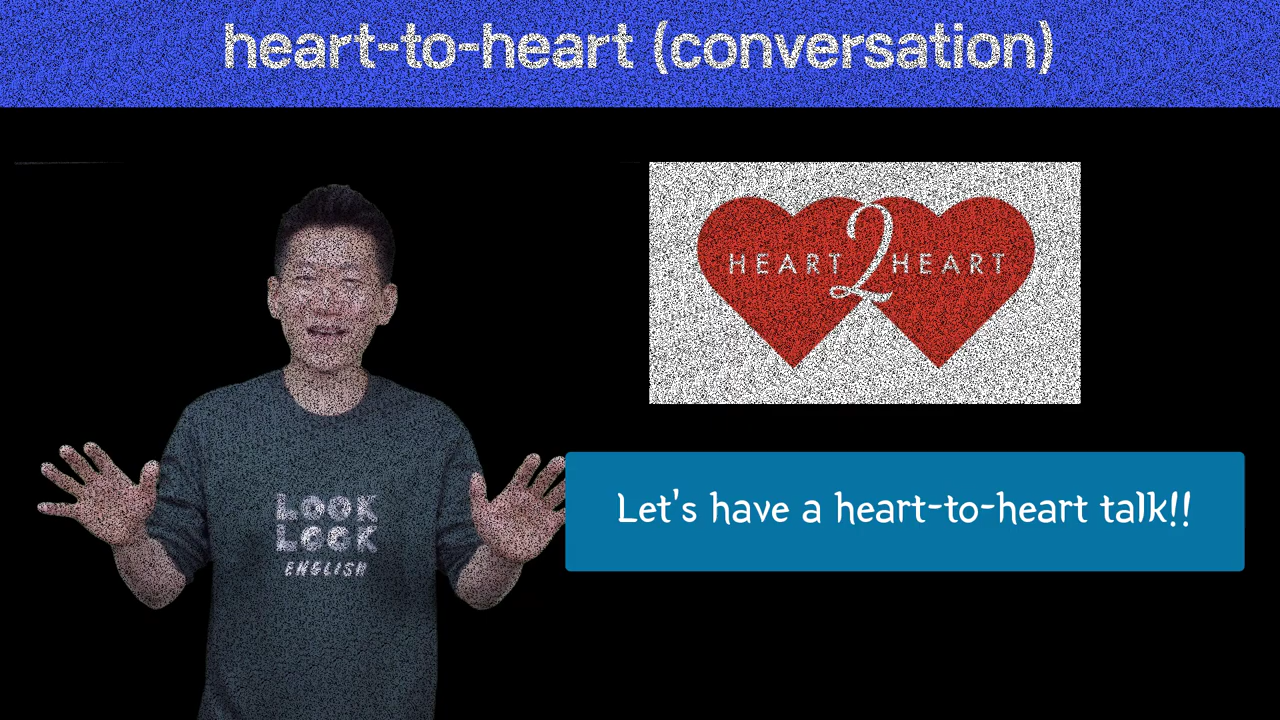 heart-to-heart (conversation)
HEART 2 HEART
Let's have a heart-to-heart talk!!
LOOK
LOOK
ENGLISH